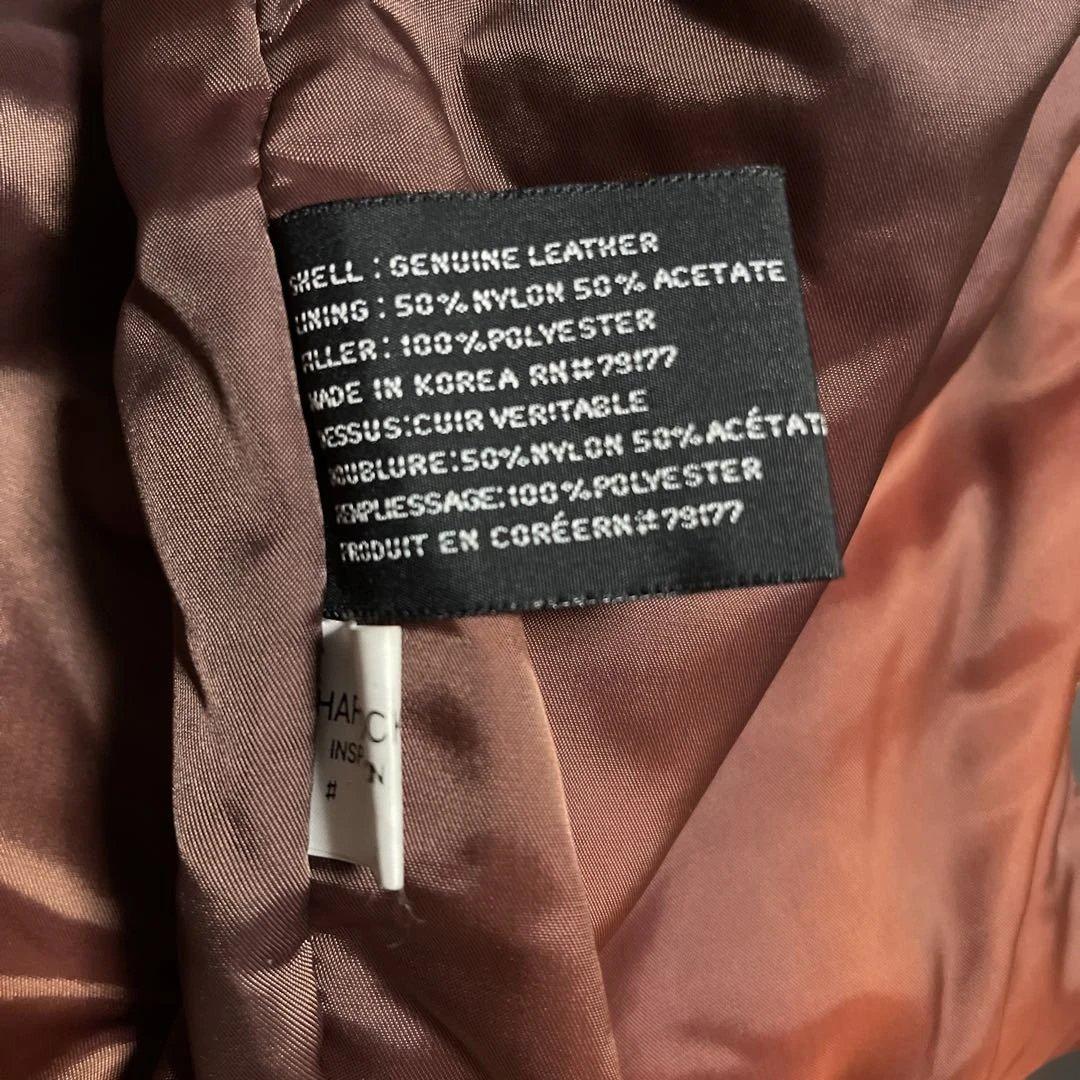 SHELL : GENUINE LEATHER
LINING : 50% NYLON 50% ACETATE
FILLER : 100% POLYESTER
MADE IN KOREA RN#79177
DESSUS:CUIR VERITABLE
DOUBLURE:50%NYLON 50%ACÉTAT
REMPLIESSAGE:100%POLYESTER
PRODUIT EN CORÉERN#79177
#